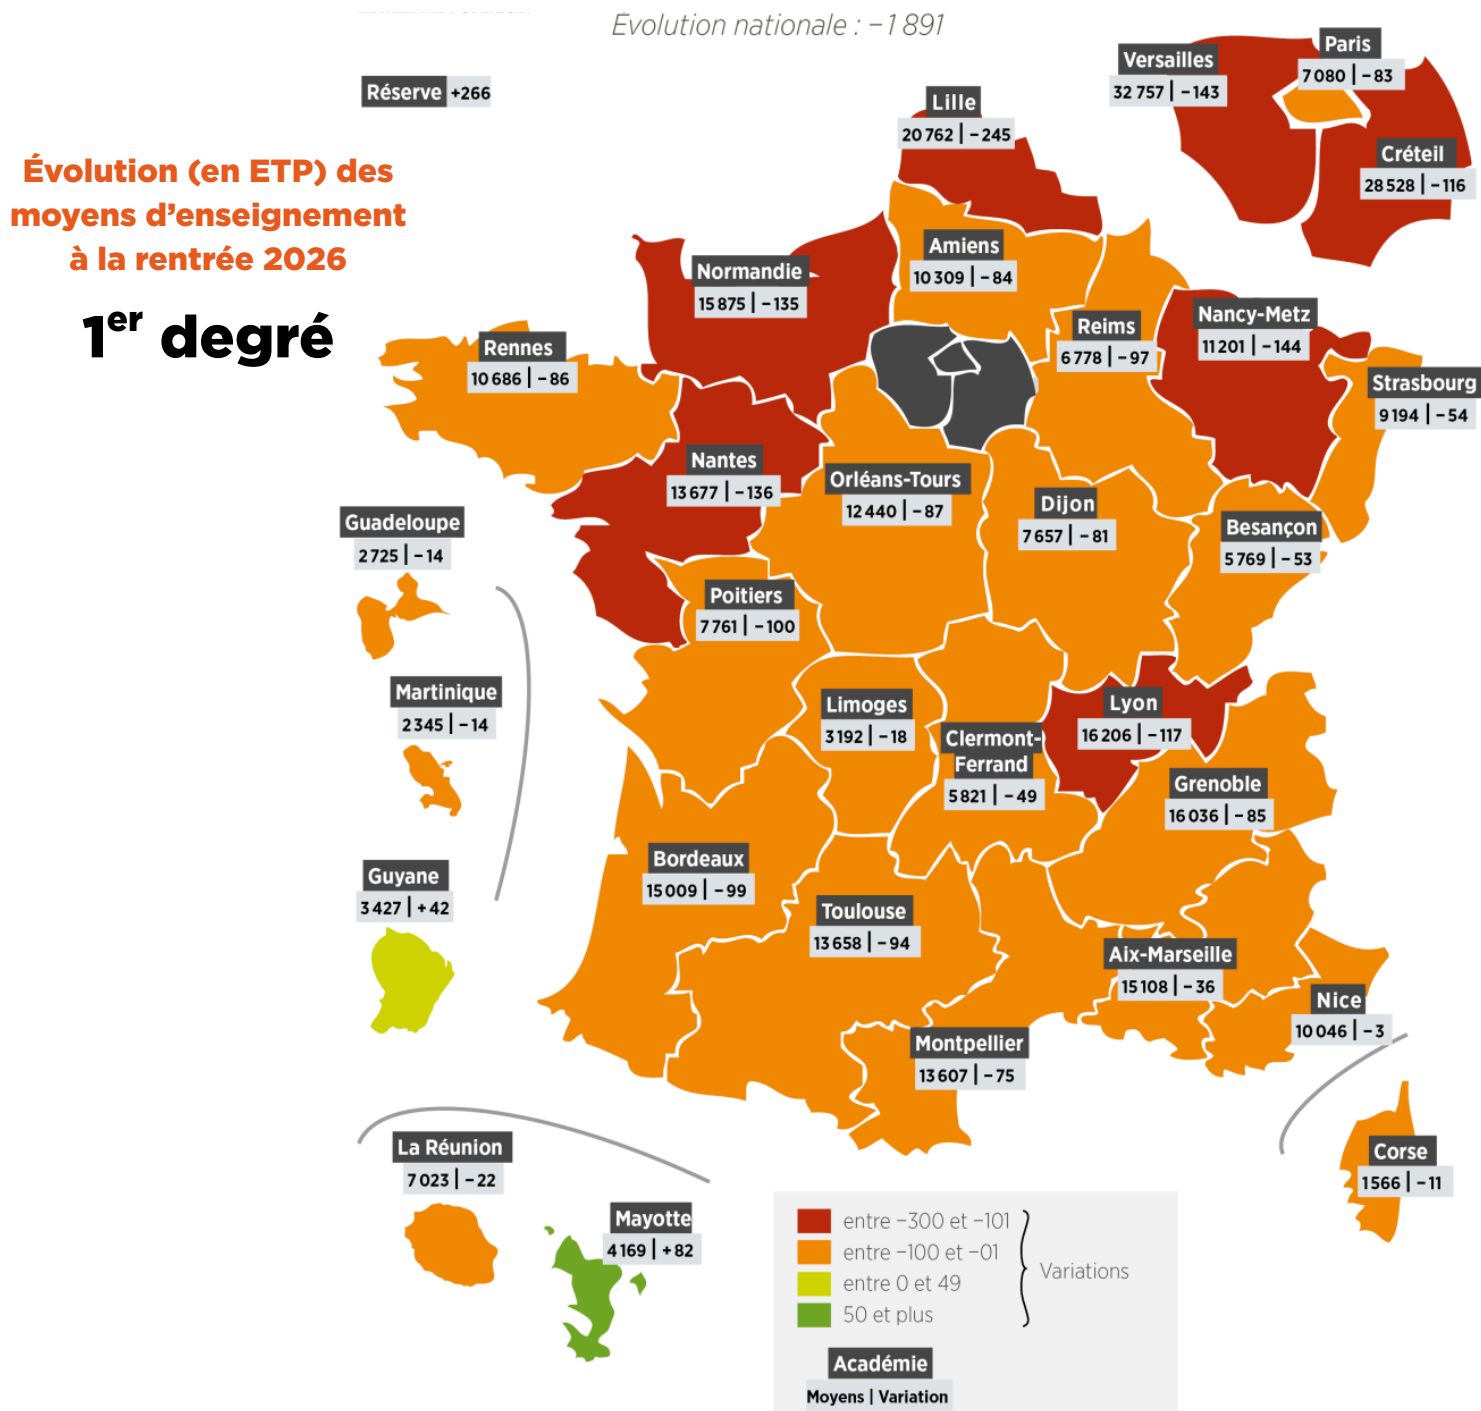 Évolution nationale : −1 891
Réserve +266
Évolution (en ETP) des
moyens d’enseignement
à la rentrée 2026
1er degré
Versailles
32 757 | − 143
Paris
7 080 | − 83
Créteil
28 528 | − 116
Lille
20 762 | − 245
Amiens
10 309 | − 84
Normandie
15 875 | − 135
Reims
6 778 | − 97
Nancy-Metz
11 201 | − 144
Strasbourg
9 194 | − 54
Rennes
10 686 | − 86
Nantes
13 677 | − 136
Orléans-Tours
12 440 | − 87
Dijon
7 657 | − 81
Besançon
5 769 | − 53
Guadeloupe
2 725 | − 14
Poitiers
7 761 | − 100
Martinique
2 345 | − 14
Limoges
3 192 | − 18
Clermont-
Ferrand
5 821 | − 49
Lyon
16 206 | − 117
Grenoble
16 036 | − 85
Guyane
3 427 | + 42
Bordeaux
15 009 | − 99
Toulouse
13 658 | − 94
Aix-Marseille
15 108 | − 36
Nice
10 046 | − 3
Montpellier
13 607 | − 75
Corse
1 566 | − 11
La Réunion
7 023 | − 22
Mayotte
4 169 | + 82
entre −300 et −101
entre −100 et −01
entre 0 et 49
50 et plus
Variations
Académie
Moyens | Variation